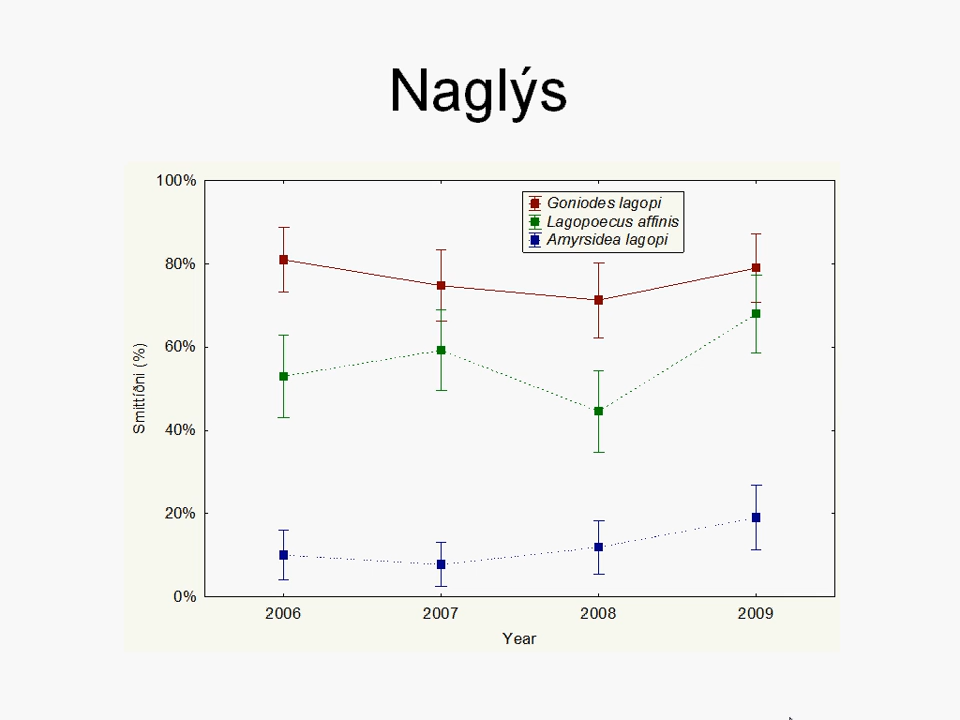 Naglýs
Goniodes lagopi
Lagopoecus affinis
Amyrsidea lagopi
100%
80%
60%
40%
20%
0%
Smittíðni (%)
2006 2007 2008 2009
Year